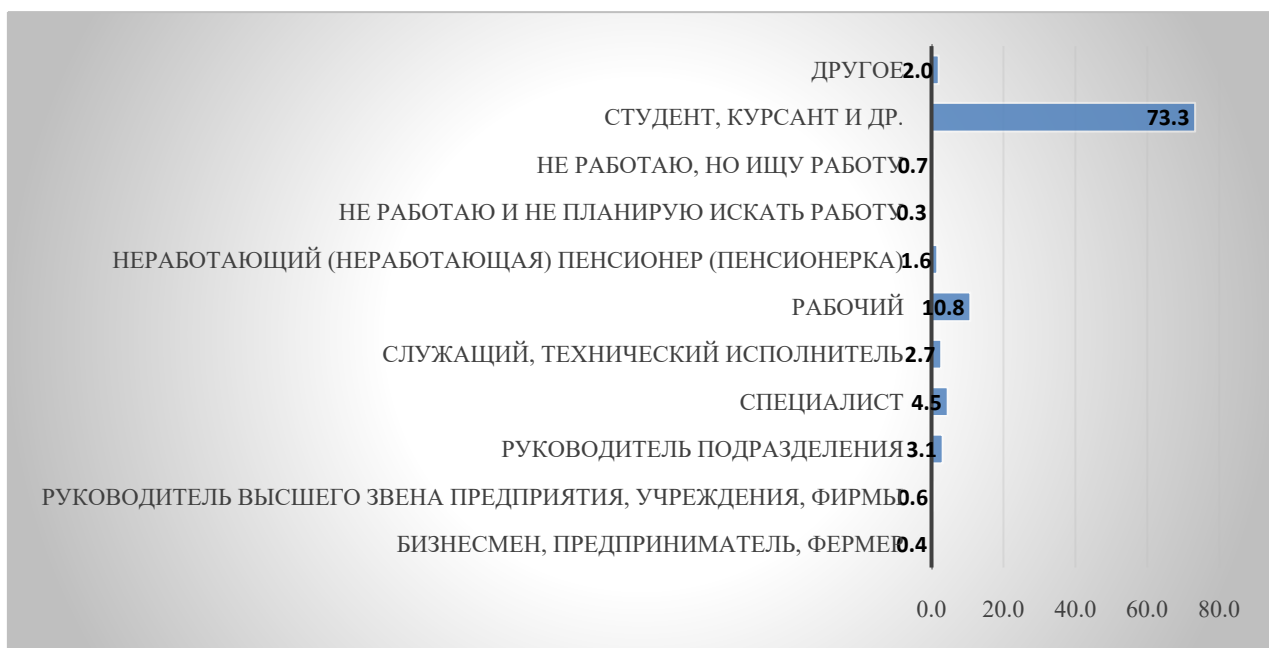 ДРУГОЕ 2.0
СТУДЕНТ, КУРСАНТ И ДР. 73.3
НЕ РАБОТАЮ, НО ИЩУ РАБОТУ 0.7
НЕ РАБОТАЮ И НЕ ПЛАНИРУЮ ИСКАТЬ РАБОТУ 0.3
НЕРАБОТАЮЩИЙ (НЕРАБОТАЮЩАЯ) ПЕНСИОНЕР (ПЕНСИОНЕРКА) 1.6
РАБОЧИЙ 10.8
СЛУЖАЩИЙ, ТЕХНИЧЕСКИЙ ИСПОЛНИТЕЛЬ 2.7
СПЕЦИАЛИСТ 4.5
РУКОВОДИТЕЛЬ ПОДРАЗДЕЛЕНИЯ 3.1
РУКОВОДИТЕЛЬ ВЫСШЕГО ЗВЕНА ПРЕДПРИЯТИЯ, УЧРЕЖДЕНИЯ, ФИРМЫ 0.6
БИЗНЕСМЕН, ПРЕДПРИНИМАТЕЛЬ, ФЕРМЕР 0.4
0.0 20.0 40.0 60.0 80.0